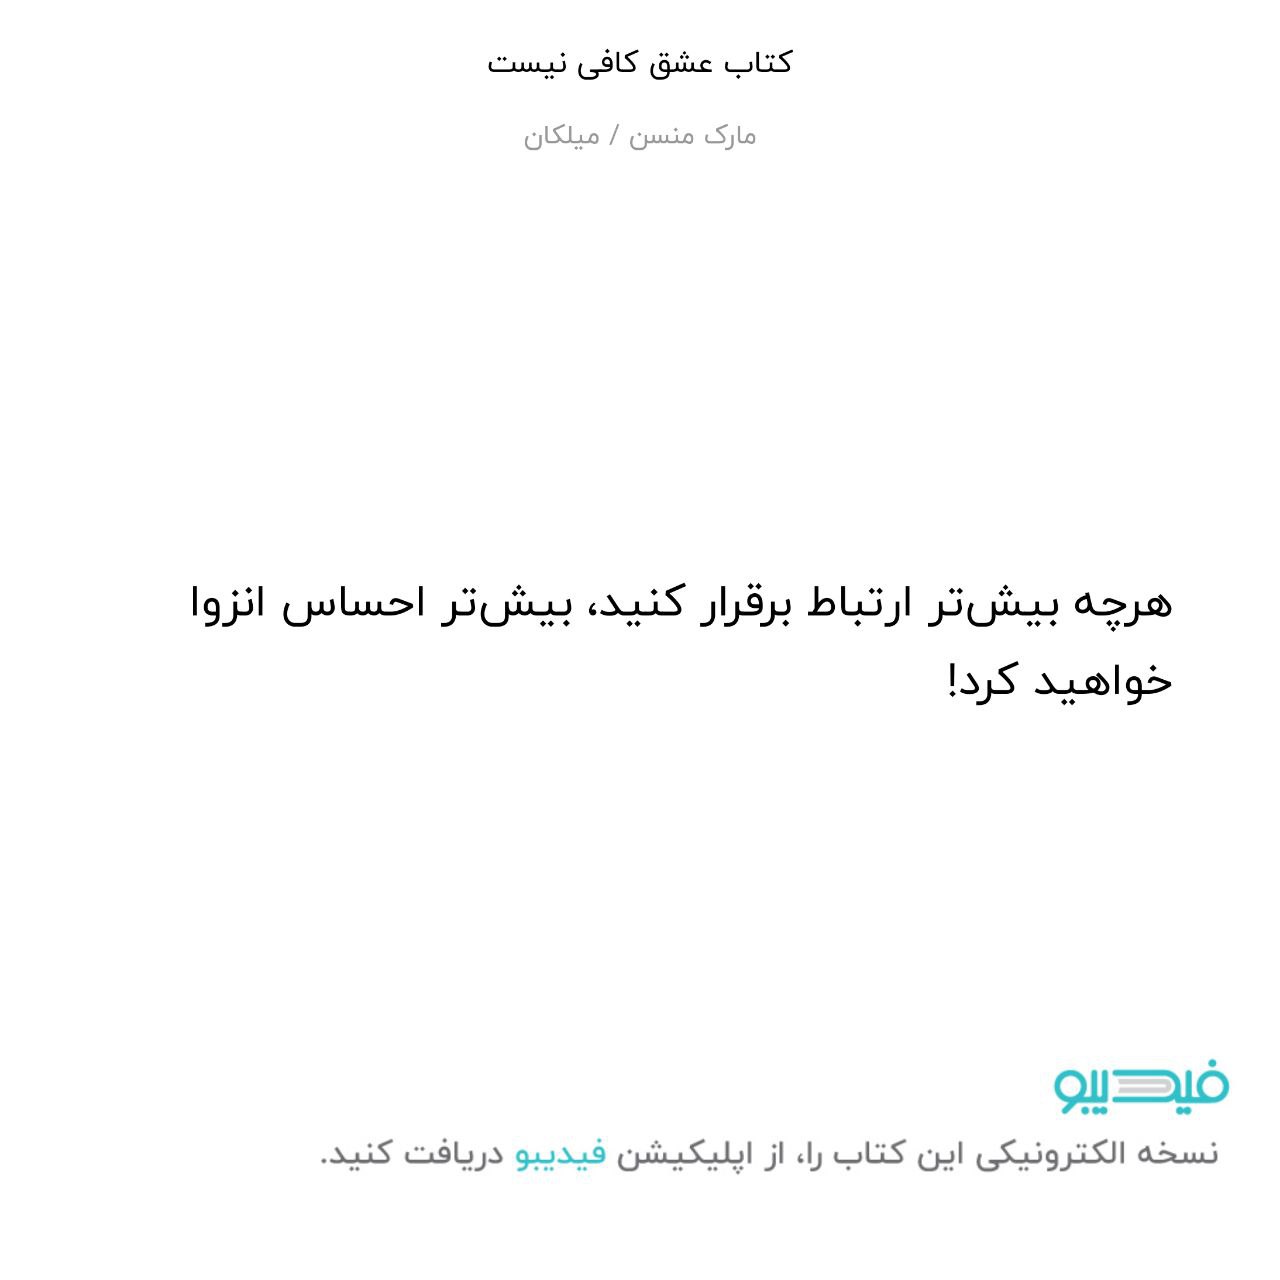 کتاب عشق کافی نیست
مارک منسن / میلکان
هرچه بیش‌تر ارتباط برقرار کنید، بیش‌تر احساس انزوا
خواهید کرد!
فیدیبو
نسخه الکترونیکی این کتاب را، از اپلیکیشن فیدیبو دریافت کنید.